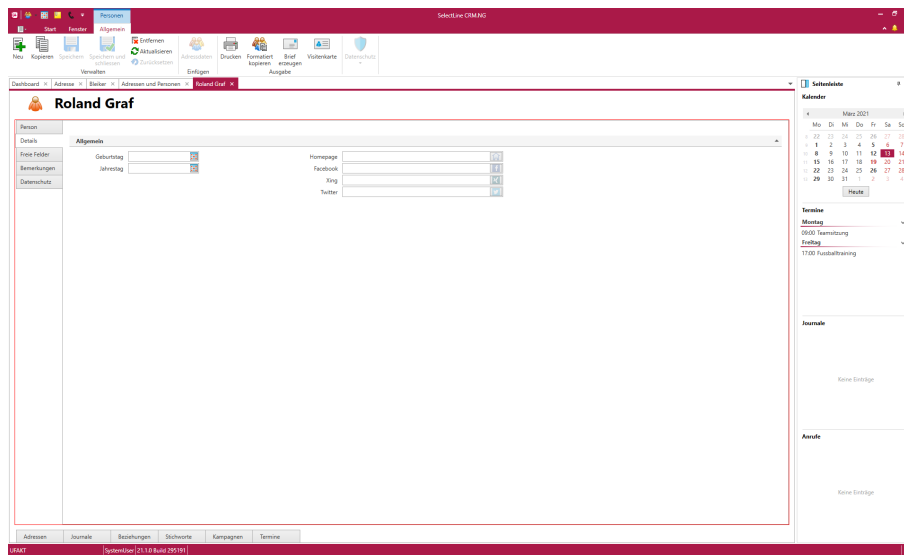 Personen
SelectLine CRM.NG
Start Fenster Allgemein
Neu Kopieren Speichern Speichern und schliessen Entfernen Aktualisieren Zurücksetzen Adressdaten Drucken Formatiert kopieren Brief erzeugen Visitenkarte Datenschutz
Verwalten Einfügen Ausgabe
Dashboard × Adresse × Bleiker × Adressen und Personen × Roland Graf ×
Roland Graf
Person
Details
Freie Felder
Bemerkungen
Datenschutz
Allgemein
Geburtstag
Jahrestag
Homepage
Facebook
Xing
Twitter
Adressen Journale Beziehungen Stichworte Kampagnen Termine
Seitenleiste
Kalender
März 2021
Mo Di Mi Do Fr Sa So
22 23 24 25 26 27 28
1 2 3 4 5 6 7
8 9 10 11 12 13 14
15 16 17 18 19 20 21
22 23 24 25 26 27 28
29 30 31 1 2 3 4
Heute
Termine
Montag
09:00 Teamsitzung
Freitag
17:00 Fussballtraining
Journale
Keine Einträge
Anrufe
Keine Einträge
UFAKT SystemUser 21.1.0 Build 295191